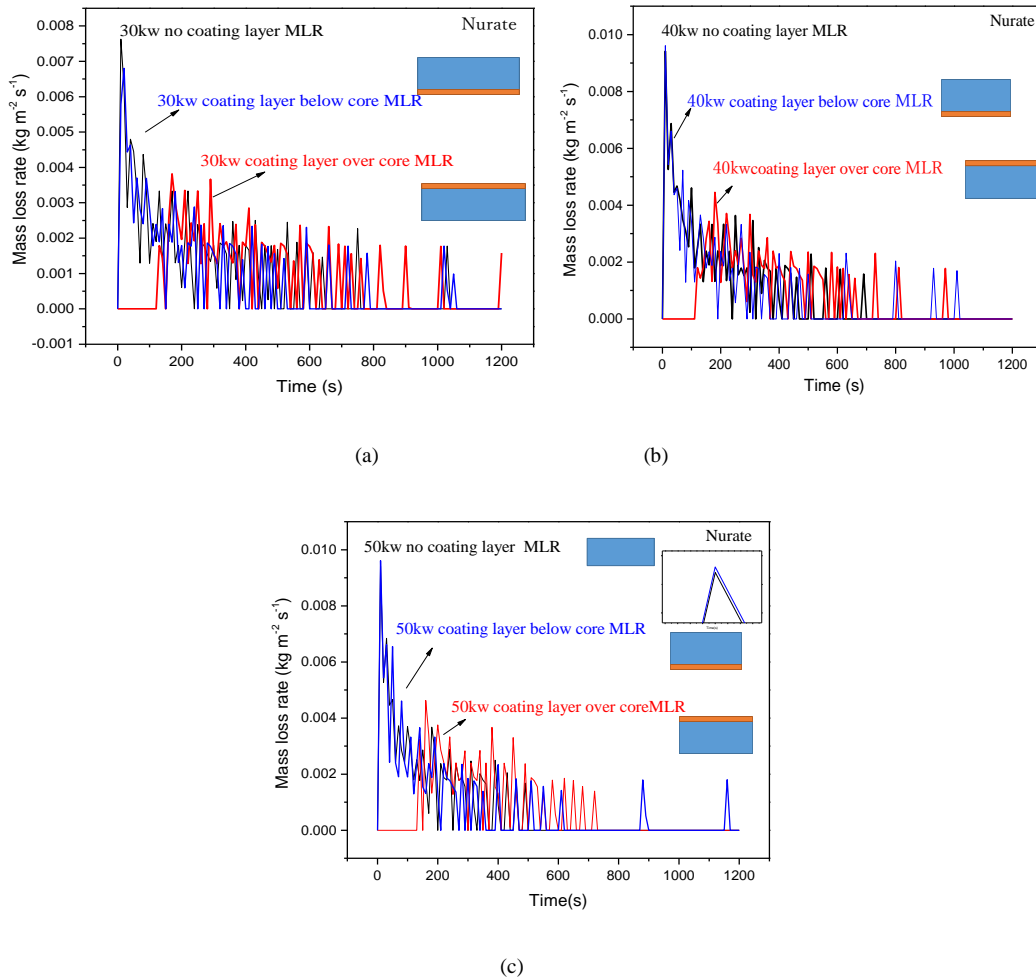 30kw no coating layer MLR
Nurate
30kw coating layer below core MLR
30kw coating layer over core MLR
Mass loss rate (kg m-2 s-1)
0.008
0.007
0.006
0.005
0.004
0.003
0.002
0.001
0.000
-0.001
0 200 400 600 800 1000 1200
Time (s)
(a)
40kw no coating layer MLR
Nurate
40kw coating layer below core MLR
40kwcoating layer over core MLR
Mass loss rate (kg m-2 s-1)
0.010
0.008
0.006
0.004
0.002
0.000
0 200 400 600 800 1000 1200
Time (s)
(b)
50kw no coating layer MLR
Nurate
50kw coating layer below core MLR
50kw coating layer over coreMLR
Mass loss rate (kg m-2 s-1)
0.010
0.008
0.006
0.004
0.002
0.000
0 200 400 600 800 1000 1200
Time(s)
(c)